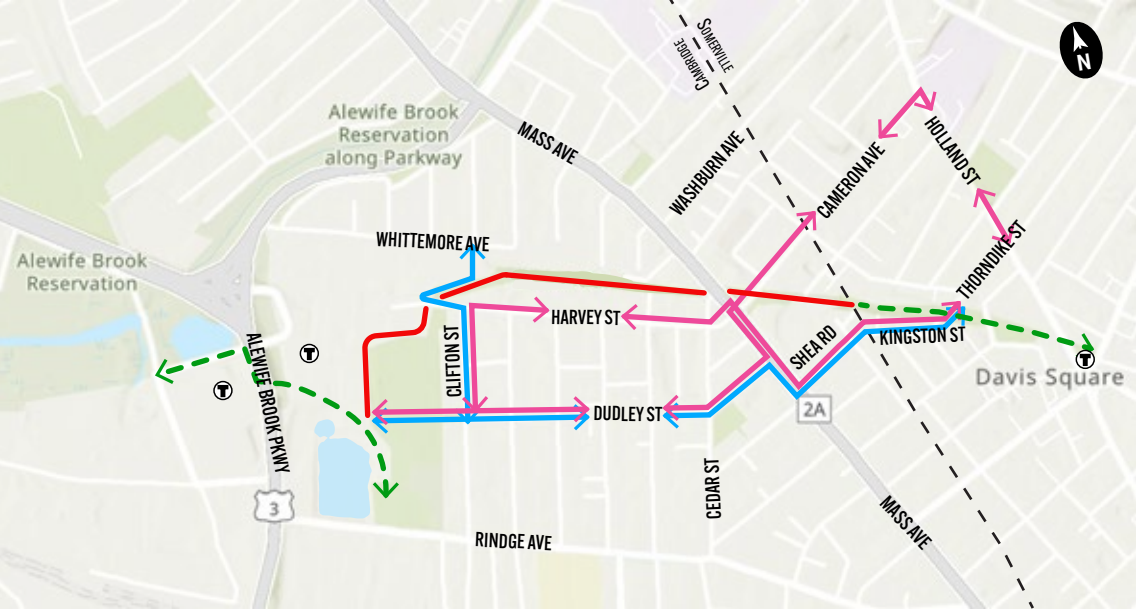 SOMERVILLE
CAMBRIDGE
N
Alewife Brook
Reservation
along Parkway
MASS AVE
WASHBURN AVE
HOLLAND ST
CAMERON AVE
THORNDIKE ST
WHITTEMORE AVE
Alewife Brook
Reservation
HARVEY ST
SHEA RD
KINGSTON ST
ALEWIFE BROOK PKWY
T
T
T
CLIFTON ST
Davis Square
DUDLEY ST
2A
CEDAR ST
3
MASS AVE
RINDGE AVE